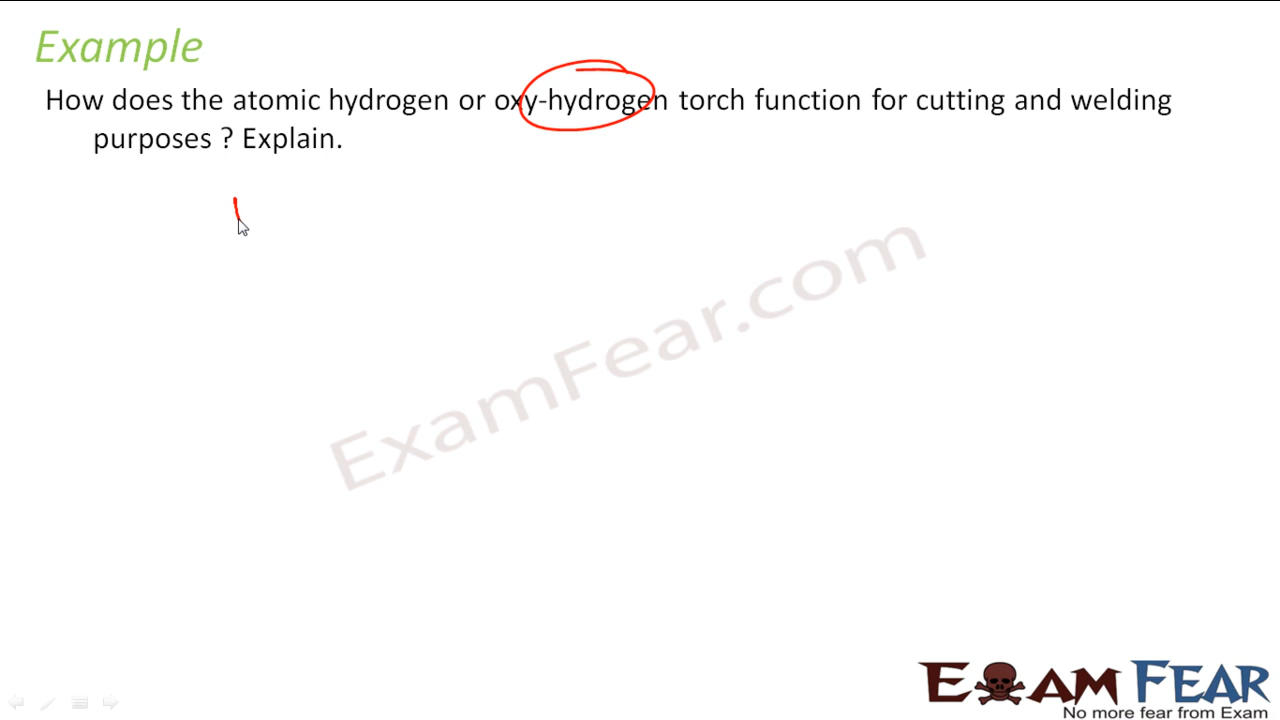 Example
How does the atomic hydrogen or oxy-hydrogen torch function for cutting and welding
purposes ? Explain.
ExamFear.com
EXAM FEAR
No more fear from Exam